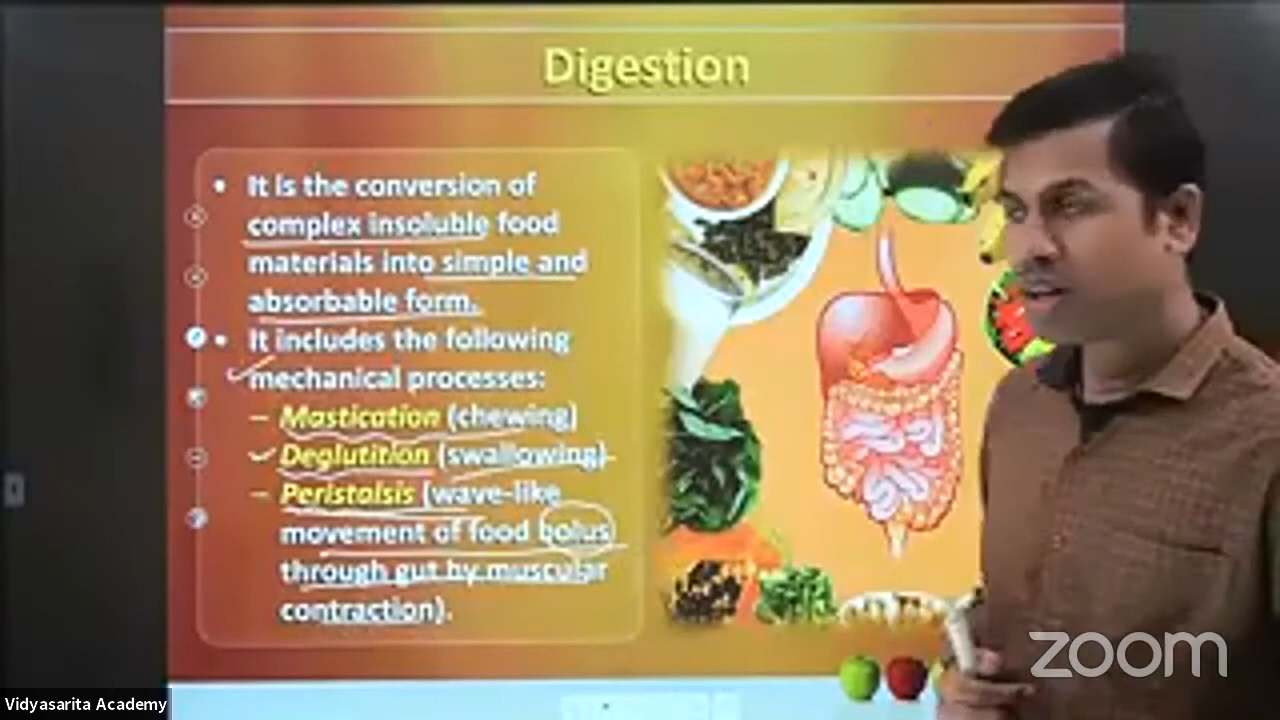 Digestion
• It is the conversion of
complex insoluble food
materials into simple and
absorbable form.
• It includes the following
mechanical processes:
– Mastication (chewing)
– Deglutition (swallowing)
– Peristalsis (wave-like
movement of food bolus
through gut by muscular
contraction).
zoom
Vidyasarita Academy